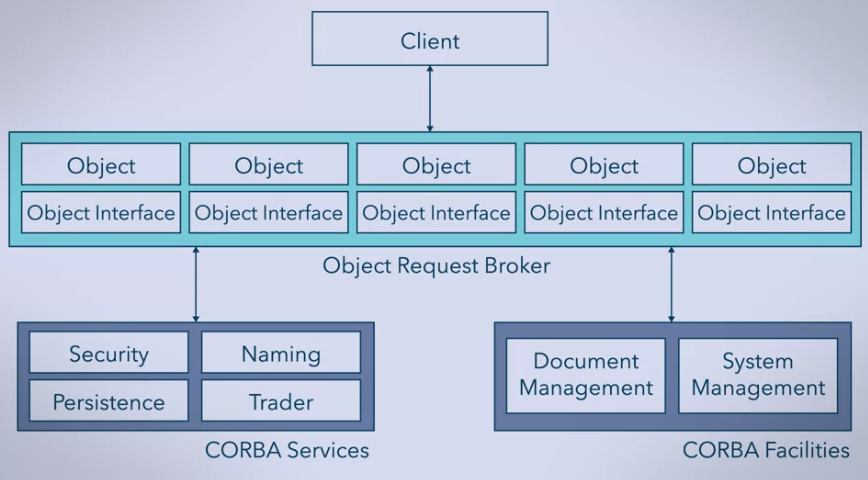 Client
Object Object Object Object Object
Object Interface Object Interface Object Interface Object Interface Object Interface
Object Request Broker
Security Naming
Persistence Trader
CORBA Services
Document
Management
System
Management
CORBA Facilities